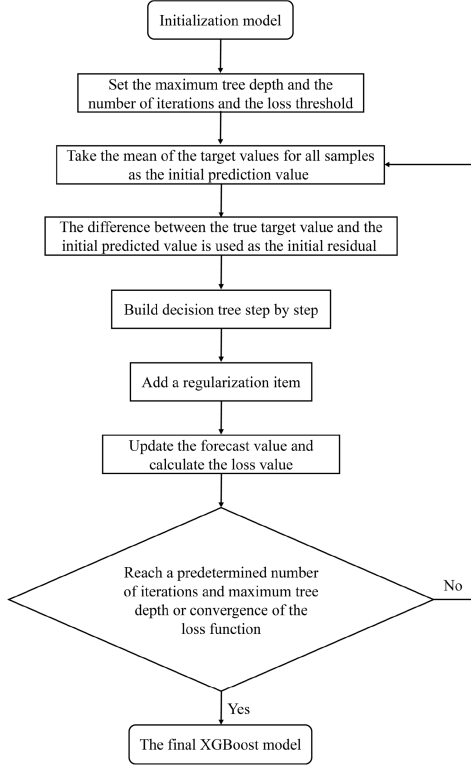 Initialization model
Set the maximum tree depth and the
number of iterations and the loss threshold
Take the mean of the target values for all samples
as the initial prediction value
The difference between the true target value and the
initial predicted value is used as the initial residual
Build decision tree step by step
Add a regularization item
Update the forecast value and
calculate the loss value
Reach a predetermined number
of iterations and maximum tree
depth or convergence of the
loss function
No
Yes
The final XGBoost model